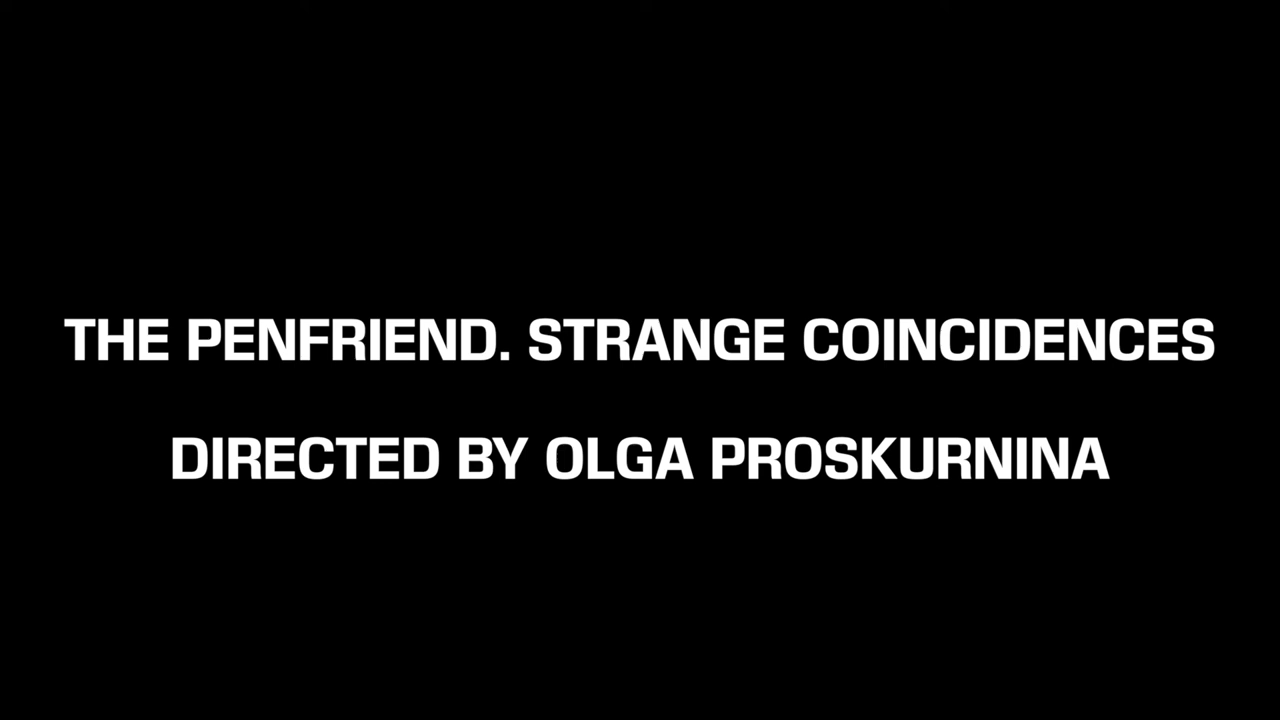 THE PENFRIEND. STRANGE COINCIDENCES
DIRECTED BY OLGA PROSKURNINA